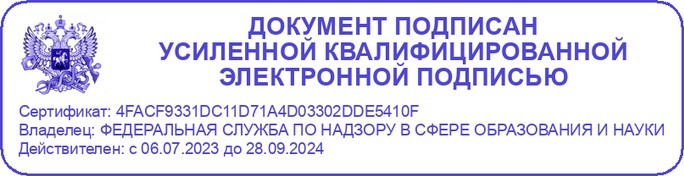 ДОКУМЕНТ ПОДПИСАН
УСИЛЕННОЙ КВАЛИФИЦИРОВАННОЙ
ЭЛЕКТРОННОЙ ПОДПИСЬЮ
Сертификат: 4FACF9331DC11D71A4D03302DDE5410F
Владелец: ФЕДЕРАЛЬНАЯ СЛУЖБА ПО НАДЗОРУ В СФЕРЕ ОБРАЗОВАНИЯ И НАУКИ
Действителен: с 06.07.2023 до 28.09.2024